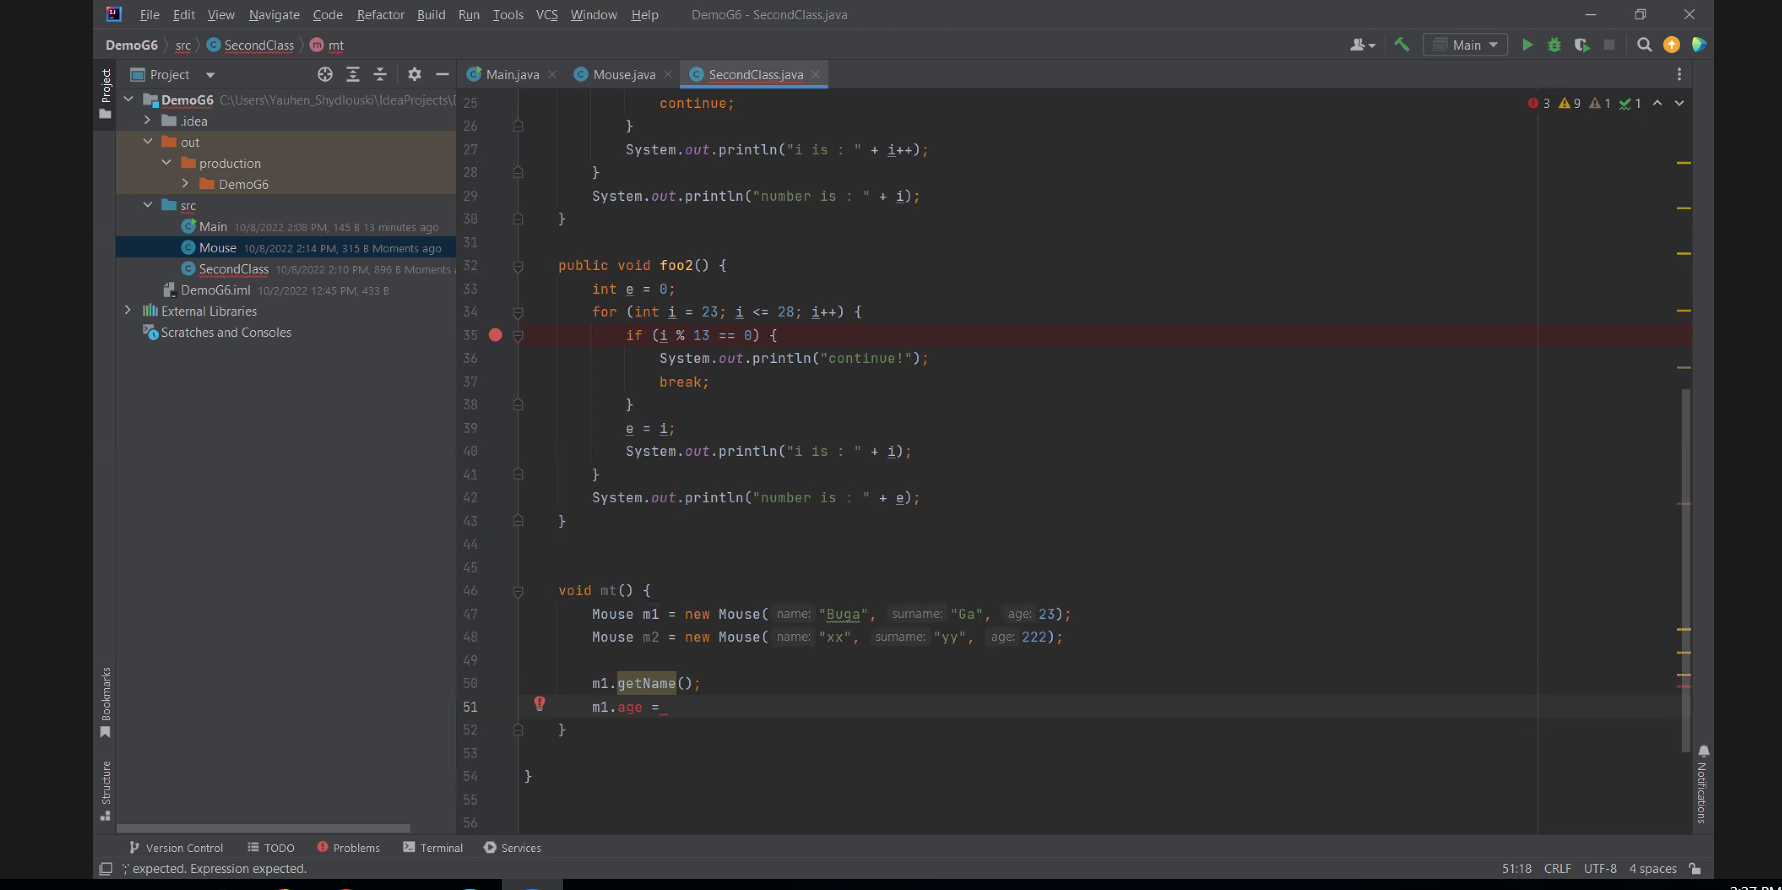 File Edit View Navigate Code Refactor Build Run Tools VCS Window Help DemoG6 - SecondClass.java
DemoG6 src SecondClass mt Main
Project
Project
Main.java Mouse.java SecondClass.java
DemoG6 C:\Users\Yauhen_Shydlouski\IdeaProjects\
.idea
out
production
DemoG6
src
Main 10/8/2022 2:08 PM, 145 B 13 minutes ago
Mouse 10/8/2022 2:14 PM, 315 B Moments ago
SecondClass 10/8/2022 2:10 PM, 896 B Moments
DemoG6.iml 10/2/2022 12:45 PM, 433 B
External Libraries
Scratches and Consoles
3 9 1 1
25 continue;
26 }
27 System.out.println("i is : " + i++);
28 }
29 System.out.println("number is : " + i);
30 }
31
32 public void foo2() {
33 int e = 0;
34 for (int i = 23; i <= 28; i++) {
35 if (i % 13 == 0) {
36 System.out.println("continue!");
37 break;
38 }
39 e = i;
40 System.out.println("i is : " + i);
41 }
42 System.out.println("number is : " + e);
43 }
44
45
46 void mt() {
47 Mouse m1 = new Mouse( name: "Buga", surname: "Ga", age: 23);
48 Mouse m2 = new Mouse( name: "xx", surname: "yy", age: 222);
49
50 m1.getName();
51 m1.age =
52 }
53
54 }
55
56
Bookmarks
Structure
Notifications
Version Control TODO Problems Terminal Services
';' expected. Expression expected. 51:18 CRLF UTF-8 4 spaces